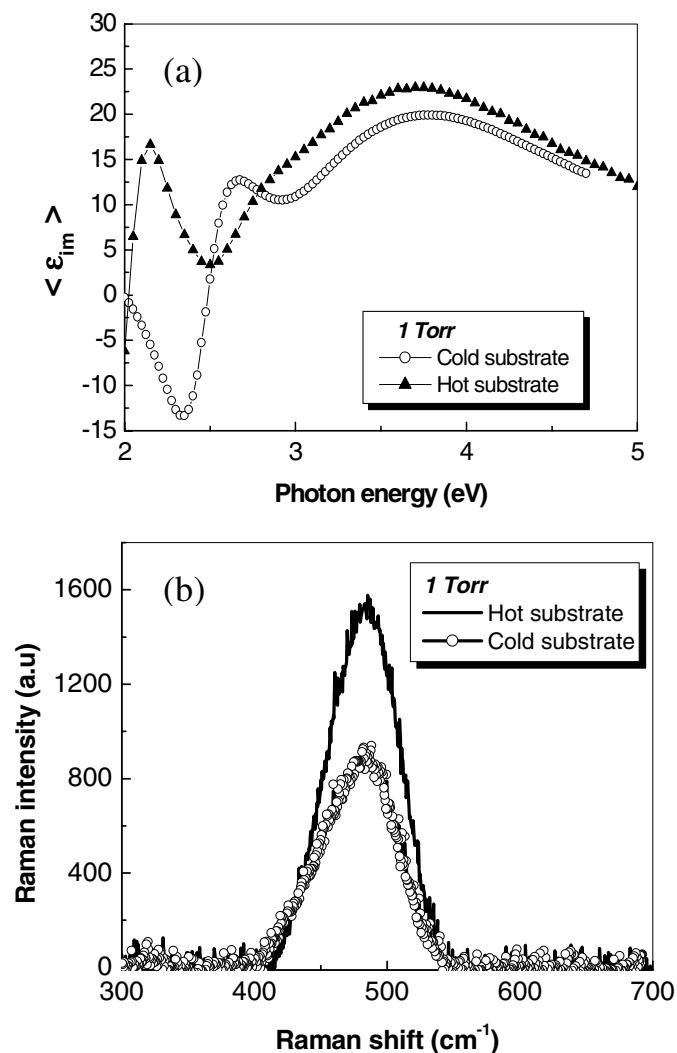 (a)
30
25
20
15
10
5
0
-5
-10
-15
< ε_im >
1 Torr
Cold substrate
Hot substrate
2 3 4 5
Photon energy (eV)
(b)
1600
1200
800
400
0
Raman intensity (a.u)
1 Torr
Hot substrate
Cold substrate
300 400 500 600 700
Raman shift (cm⁻¹)